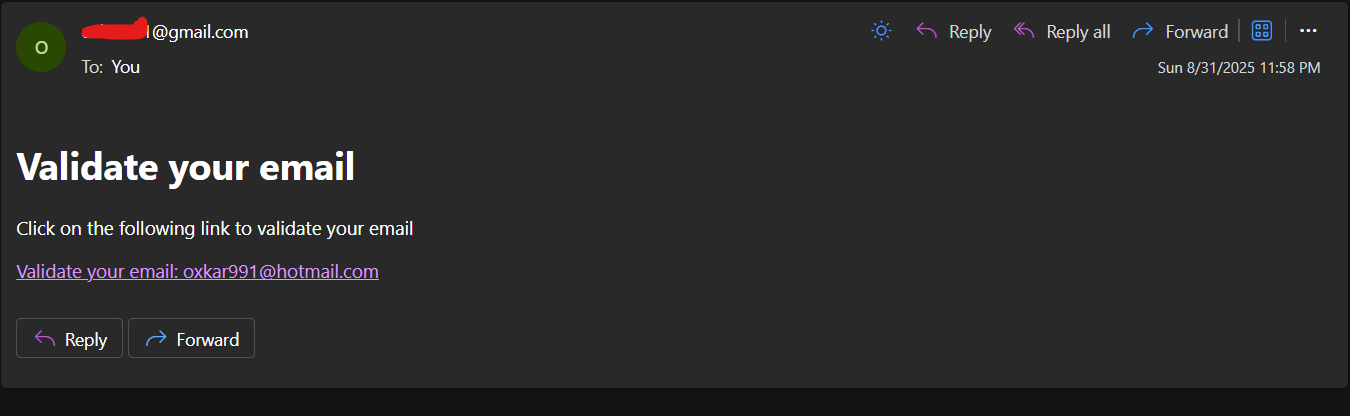 O
1@gmail.com
Reply
Reply all
Forward
To: You
Sun 8/31/2025 11:58 PM
Validate your email
Click on the following link to validate your email
Validate your email: oxkar991@hotmail.com
Reply
Forward